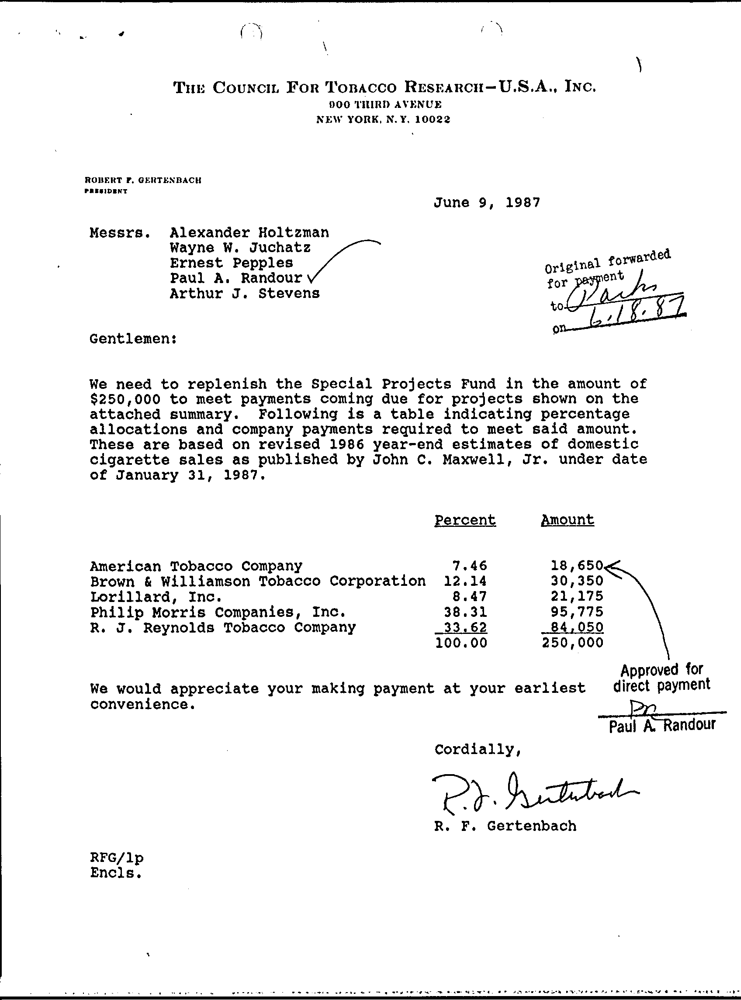 THE COUNCIL FOR TOBACCO RESEARCH–U.S.A., INC.
900 THIRD AVENUE
NEW YORK, N.Y. 10022
ROBERT F. GERTENBACH
PRESIDENT
June 9, 1987
Messrs. Alexander Holtzman
Wayne W. Juchatz
Ernest Pepples
Paul A. Randour
Arthur J. Stevens
Original forwarded
for payment
to
on 6.18.87
Gentlemen:
We need to replenish the Special Projects Fund in the amount of
$250,000 to meet payments coming due for projects shown on the
attached summary. Following is a table indicating percentage
allocations and company payments required to meet said amount.
These are based on revised 1986 year-end estimates of domestic
cigarette sales as published by John C. Maxwell, Jr. under date
of January 31, 1987.
Percent Amount
American Tobacco Company 7.46 18,650
Brown & Williamson Tobacco Corporation 12.14 30,350
Lorillard, Inc. 8.47 21,175
Philip Morris Companies, Inc. 38.31 95,775
R. J. Reynolds Tobacco Company 33.62 84,050
100.00 250,000
Approved for
direct payment
Paul A. Randour
We would appreciate your making payment at your earliest
convenience.
Cordially,
R.F. Gertenbach
R. F. Gertenbach
RFG/lp
Encls.